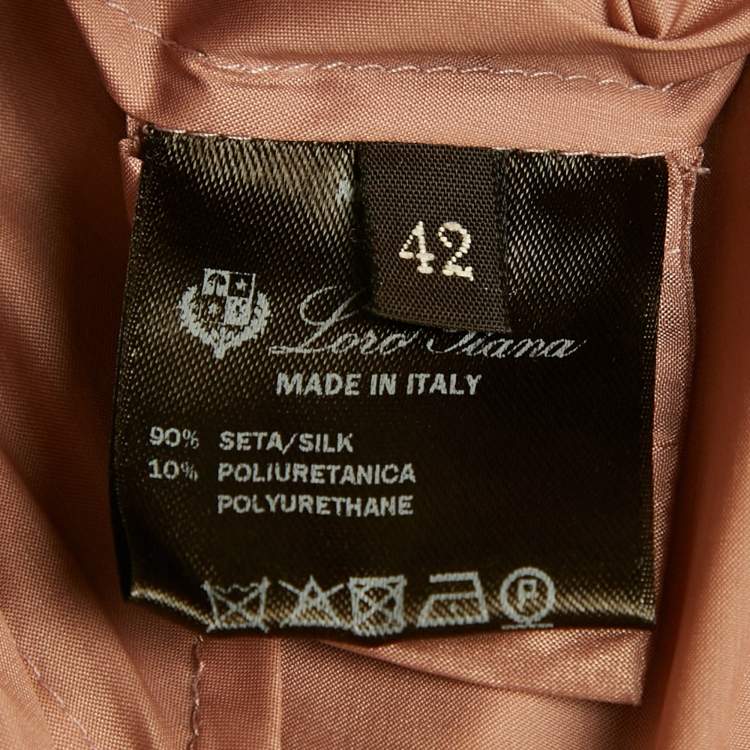 42
Loro Piana
MADE IN ITALY
90% SETA/SILK
10% POLIURETANICA
POLYURETHANE
P